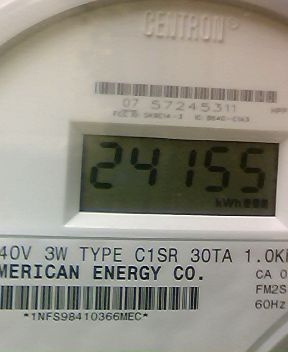 CENTRON®
07 57245311
24155
kWh
40V 3W TYPE C1SR 30TA 1.0K
MERICAN ENERGY CO.
CA 0
FM2S
60Hz
*1NFS98410366MEC*